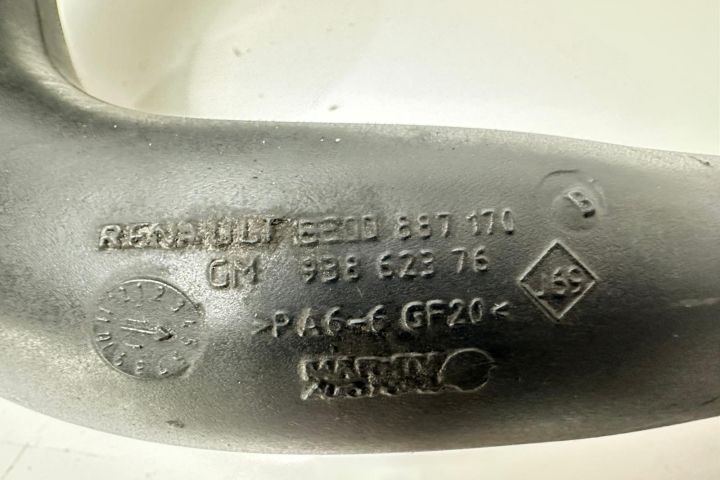 B
RENAULT 8200 887 170
GM 938 623 76
J69
>PA6-6 GF20<